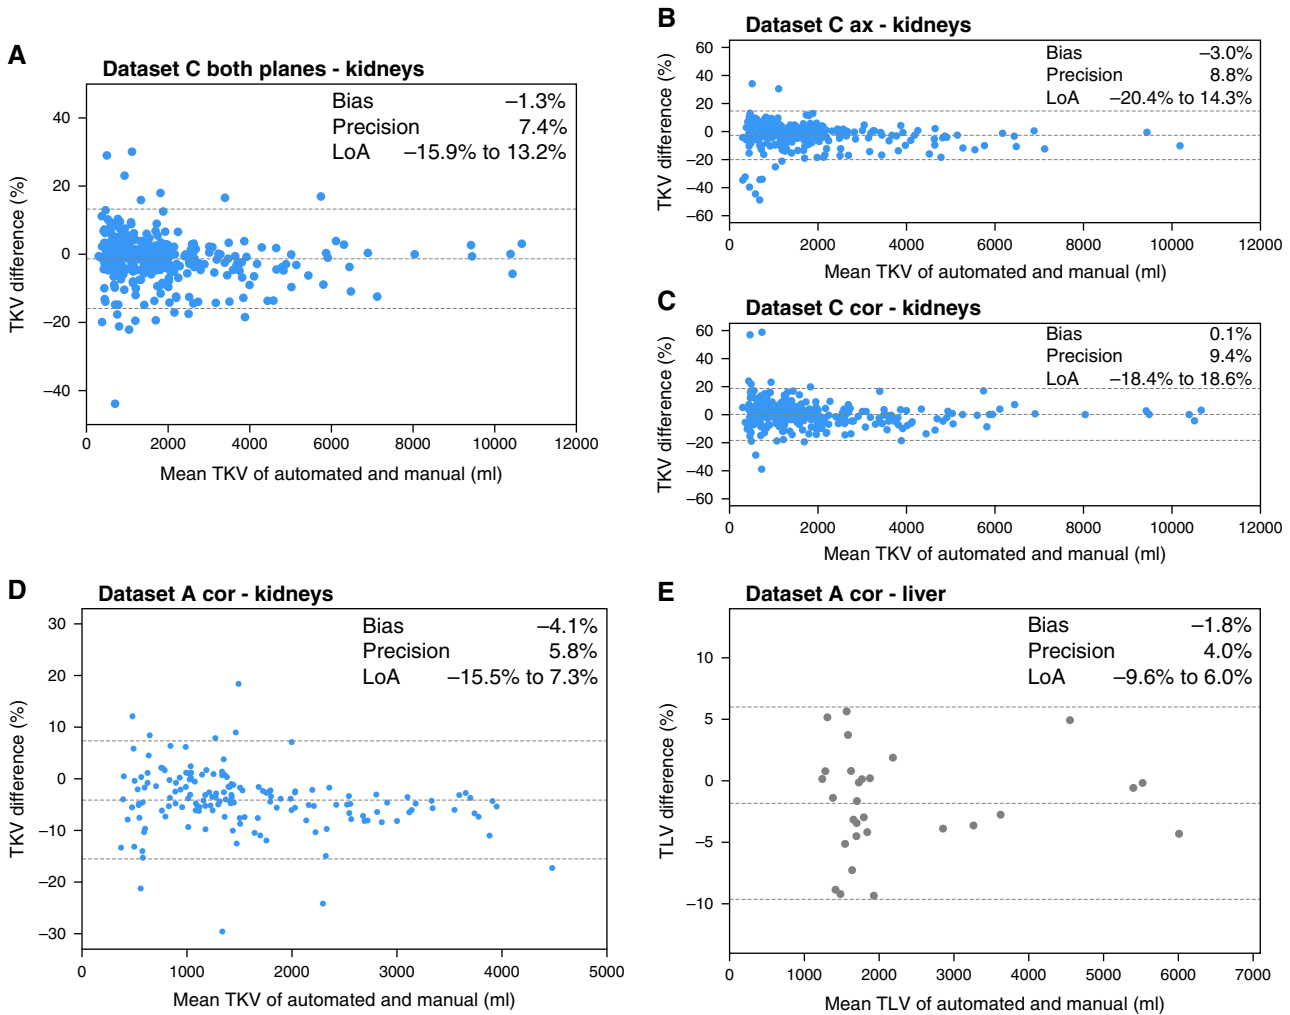 A
Dataset C both planes - kidneys
Bias –1.3%
Precision 7.4%
LoA –15.9% to 13.2%
TKV difference (%)
40
20
0
–20
–40
0 2000 4000 6000 8000 10000 12000
Mean TKV of automated and manual (ml)
B
Dataset C ax - kidneys
Bias –3.0%
Precision 8.8%
LoA –20.4% to 14.3%
TKV difference (%)
60
40
20
0
–20
–40
–60
0 2000 4000 6000 8000 10000 12000
Mean TKV of automated and manual (ml)
C
Dataset C cor - kidneys
Bias 0.1%
Precision 9.4%
LoA –18.4% to 18.6%
TKV difference (%)
60
40
20
0
–20
–40
–60
0 2000 4000 6000 8000 10000 12000
Mean TKV of automated and manual (ml)
D
Dataset A cor - kidneys
Bias –4.1%
Precision 5.8%
LoA –15.5% to 7.3%
TKV difference (%)
30
20
10
0
–10
–20
–30
0 1000 2000 3000 4000 5000
Mean TKV of automated and manual (ml)
E
Dataset A cor - liver
Bias –1.8%
Precision 4.0%
LoA –9.6% to 6.0%
TLV difference (%)
10
5
0
–5
–10
0 1000 2000 3000 4000 5000 6000 7000
Mean TLV of automated and manual (ml)